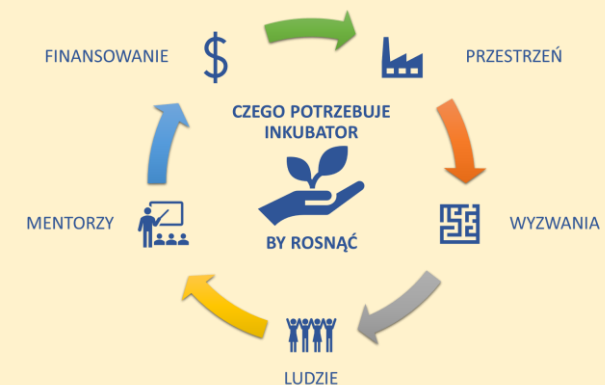 FINANSOWANIE
$
PRZESTRZEŃ
CZEGO POTRZEBUJE
INKUBATOR
BY ROSNĄĆ
MENTORZY
WYZWANIA
LUDZIE